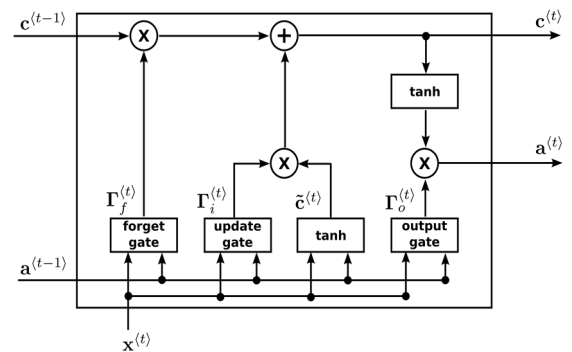 c⟨t−1⟩
c⟨t⟩
X
+
tanh
X
X
a⟨t⟩
Γf⟨t⟩
Γi⟨t⟩
c̃⟨t⟩
Γo⟨t⟩
forget
gate
update
gate
tanh
output
gate
a⟨t−1⟩
x⟨t⟩